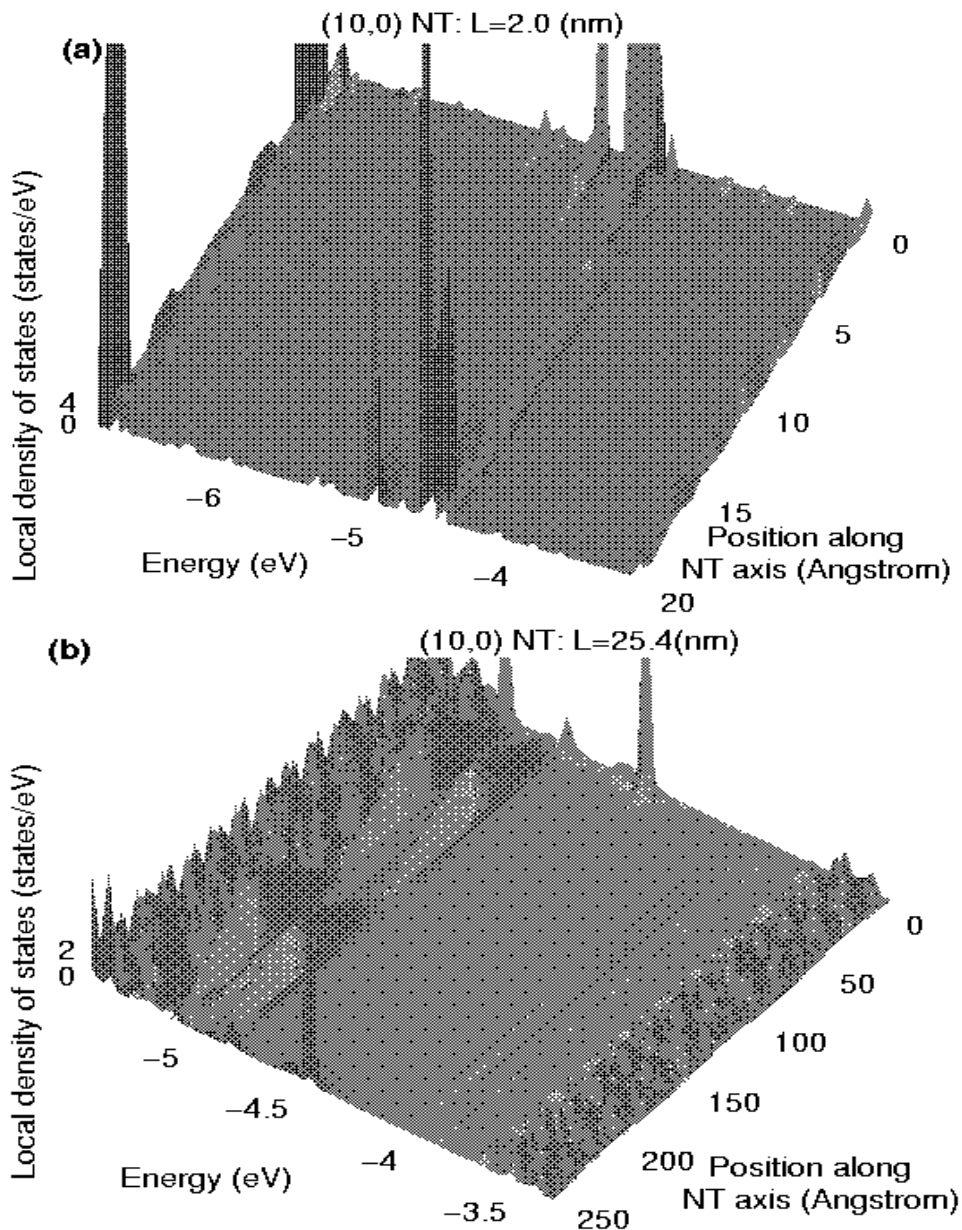 (10,0) NT: L=2.0 (nm)
(a)
Local density of states (states/eV)
4
0
−6
−5
−4
Energy (eV)
0
5
10
15
20
Position along
NT axis (Angstrom)
(10,0) NT: L=25.4(nm)
(b)
Local density of states (states/eV)
2
0
−5
−4.5
−4
−3.5
Energy (eV)
0
50
100
150
200
250
Position along
NT axis (Angstrom)